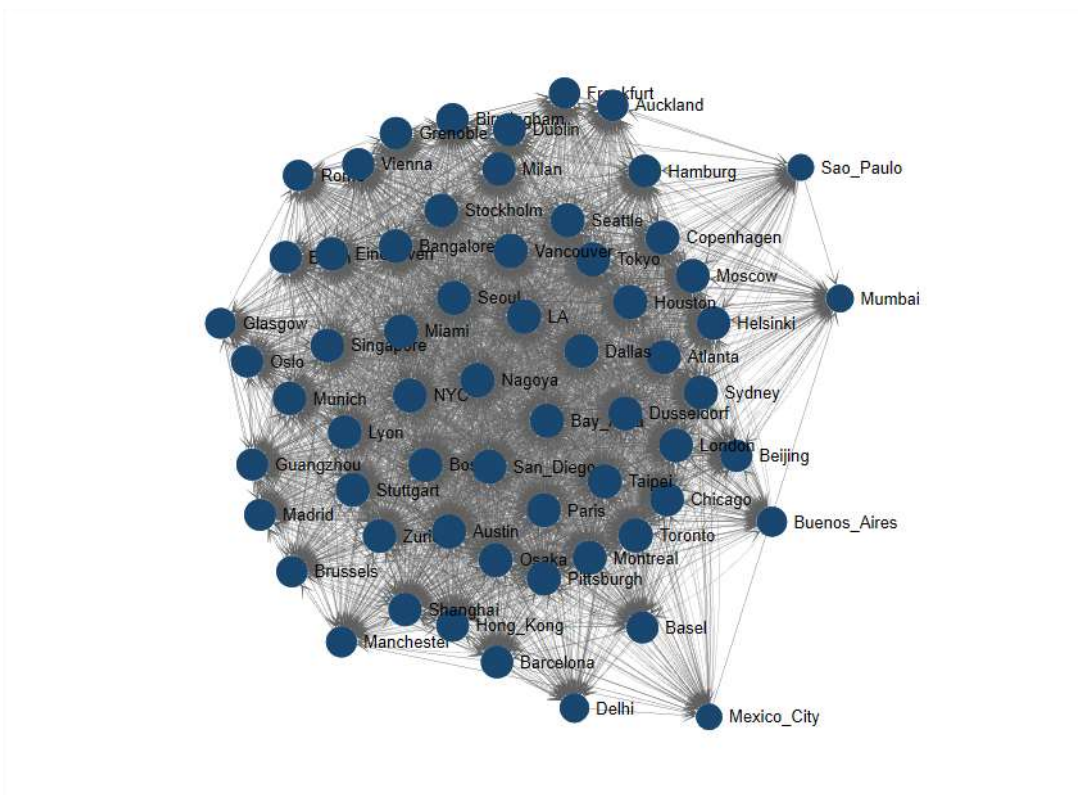 Frankfurt
Auckland
Birmingham
Dublin
Grenoble
Vienna
Milan
Hamburg
Sao_Paulo
Stockholm
Seattle
Copenhagen
Bangalore
Vancouver
Tokyo
Moscow
Seoul
Houston
Mumbai
LA
Helsinki
Glasgow
Miami
Singapore
Dallas
Atlanta
Oslo
Nagoya
Munich
NYC
Sydney
Dusseldorf
Lyon
London
Beijing
Guangzhou
San_Diego
Taipei
Stuttgart
Chicago
Paris
Madrid
Buenos_Aires
Austin
Toronto
Osaka
Montreal
Brussels
Pittsburgh
Shanghai
Hong_Kong
Basel
Manchester
Barcelona
Delhi
Mexico_City